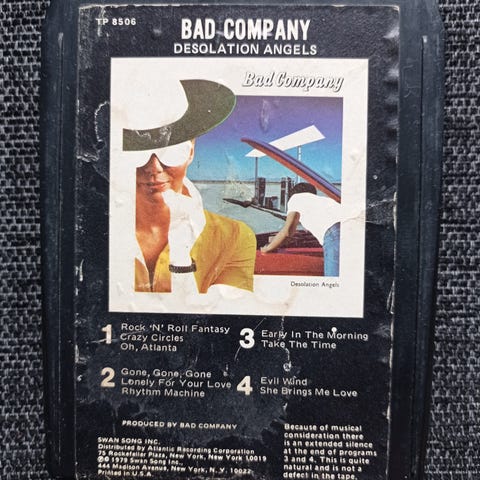 TP 8506
BAD COMPANY
DESOLATION ANGELS
Bad Company
Desolation Angels
1 Rock 'N' Roll Fantasy
Crazy Circles
Oh, Atlanta
2 Gone, Gone, Gone
Lonely For Your Love
Rhythm Machine
3 Early In The Morning
Take The Time
4 Evil Wind
She Brings Me Love
PRODUCED BY BAD COMPANY
SWAN SONG INC.
Distributed by Atlantic Recording Corporation
75 Rockefeller Plaza, New York, New York 10019
©℗ 1979 Swan Song Inc.,
444 Madison Avenue, New York, N.Y. 10022
Printed in U.S.A.
Because of musical
consideration there
is an extended silence
at the end of programs
3 and 4. This is quite
natural and is not a
defect in the tape.